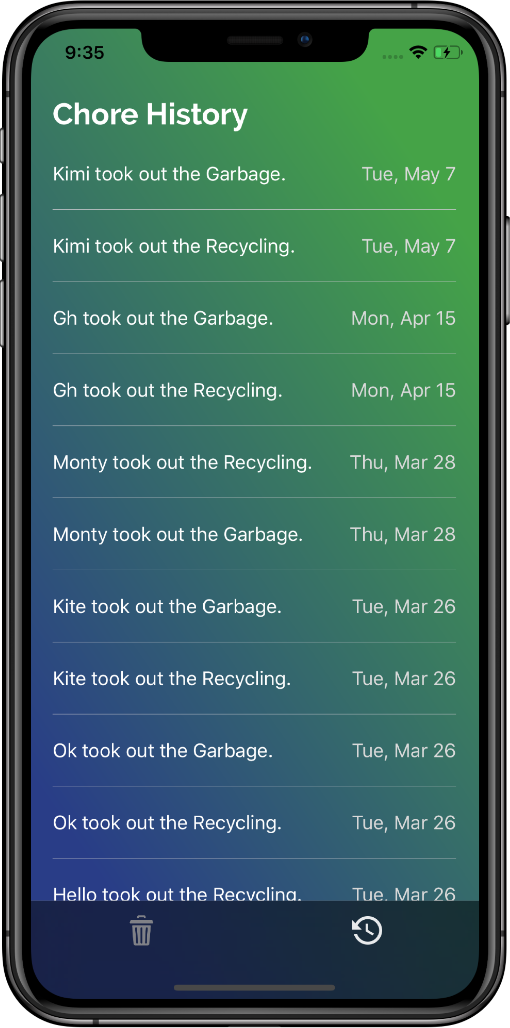 9:35
Chore History
Kimi took out the Garbage. Tue, May 7
Kimi took out the Recycling. Tue, May 7
Gh took out the Garbage. Mon, Apr 15
Gh took out the Recycling. Mon, Apr 15
Monty took out the Recycling. Thu, Mar 28
Monty took out the Garbage. Thu, Mar 28
Kite took out the Garbage. Tue, Mar 26
Kite took out the Recycling. Tue, Mar 26
Ok took out the Garbage. Tue, Mar 26
Ok took out the Recycling. Tue, Mar 26
Hello took out the Recycling. Tue, Mar 26